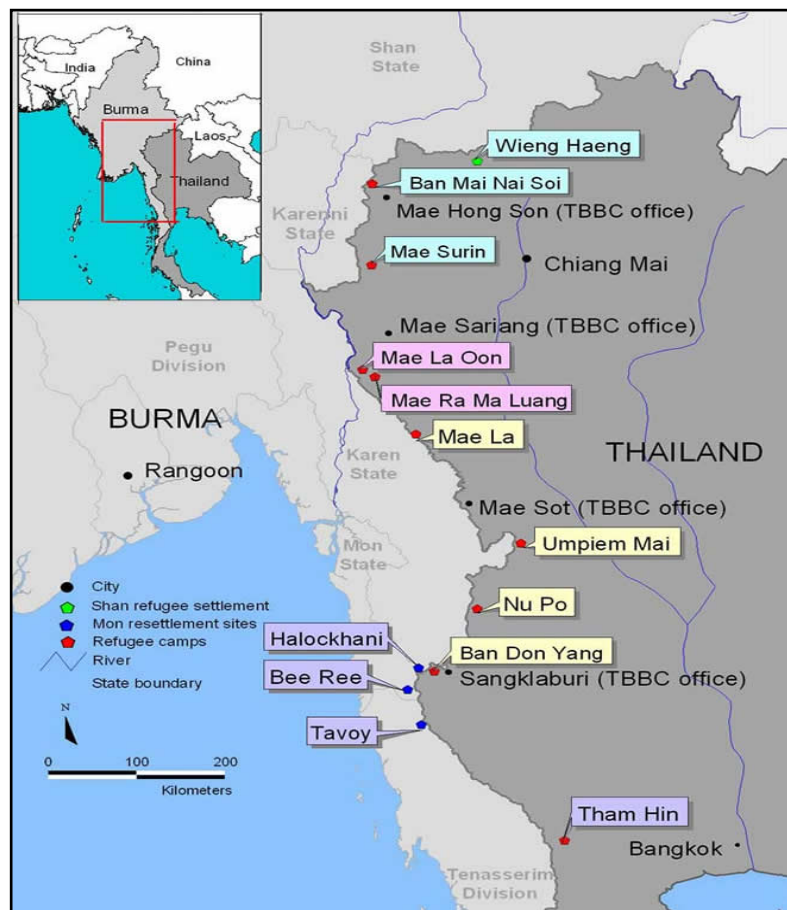 India
China
Burma
Laos
Thailand
Shan
State
Wieng Haeng
Ban Mai Nai Soi
Mae Hong Son (TBBC office)
Karenni
State
Mae Surin
Chiang Mai
Mae Sariang (TBBC office)
Pegu
Division
Mae La Oon
Mae Ra Ma Luang
BURMA
Mae La
Karen
State
THAILAND
Rangoon
Mae Sot (TBBC office)
Umpiem Mai
Mon
State
City
Shan refugee settlement
Mon resettlement sites
Refugee camps
River
State boundary
Nu Po
Halockhani
Ban Don Yang
Bee Ree
Sangklaburi (TBBC office)
Tavoy
N
0 100 200
Kilometers
Tham Hin
Bangkok
Tenasserim
Division